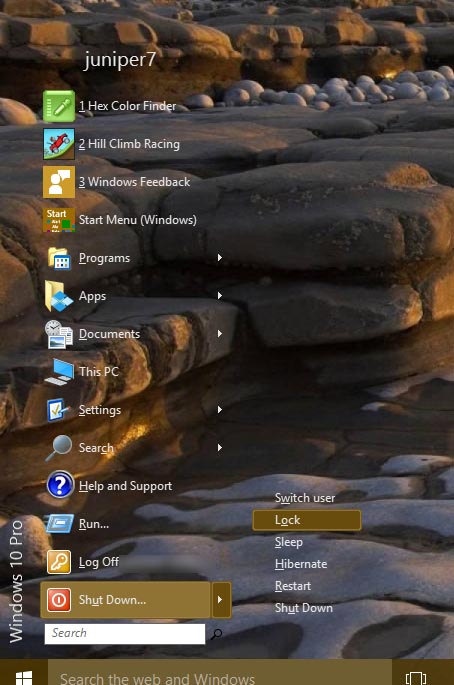 juniper7
1 Hex Color Finder
2 Hill Climb Racing
3 Windows Feedback
Start
Start Menu (Windows)
Programs
Apps
Documents
This PC
Settings
Search
Help and Support
Run...
Log Off
Shut Down...
Switch user
Lock
Sleep
Hibernate
Restart
Shut Down
Windows 10 Pro
Search
Search the web and Windows